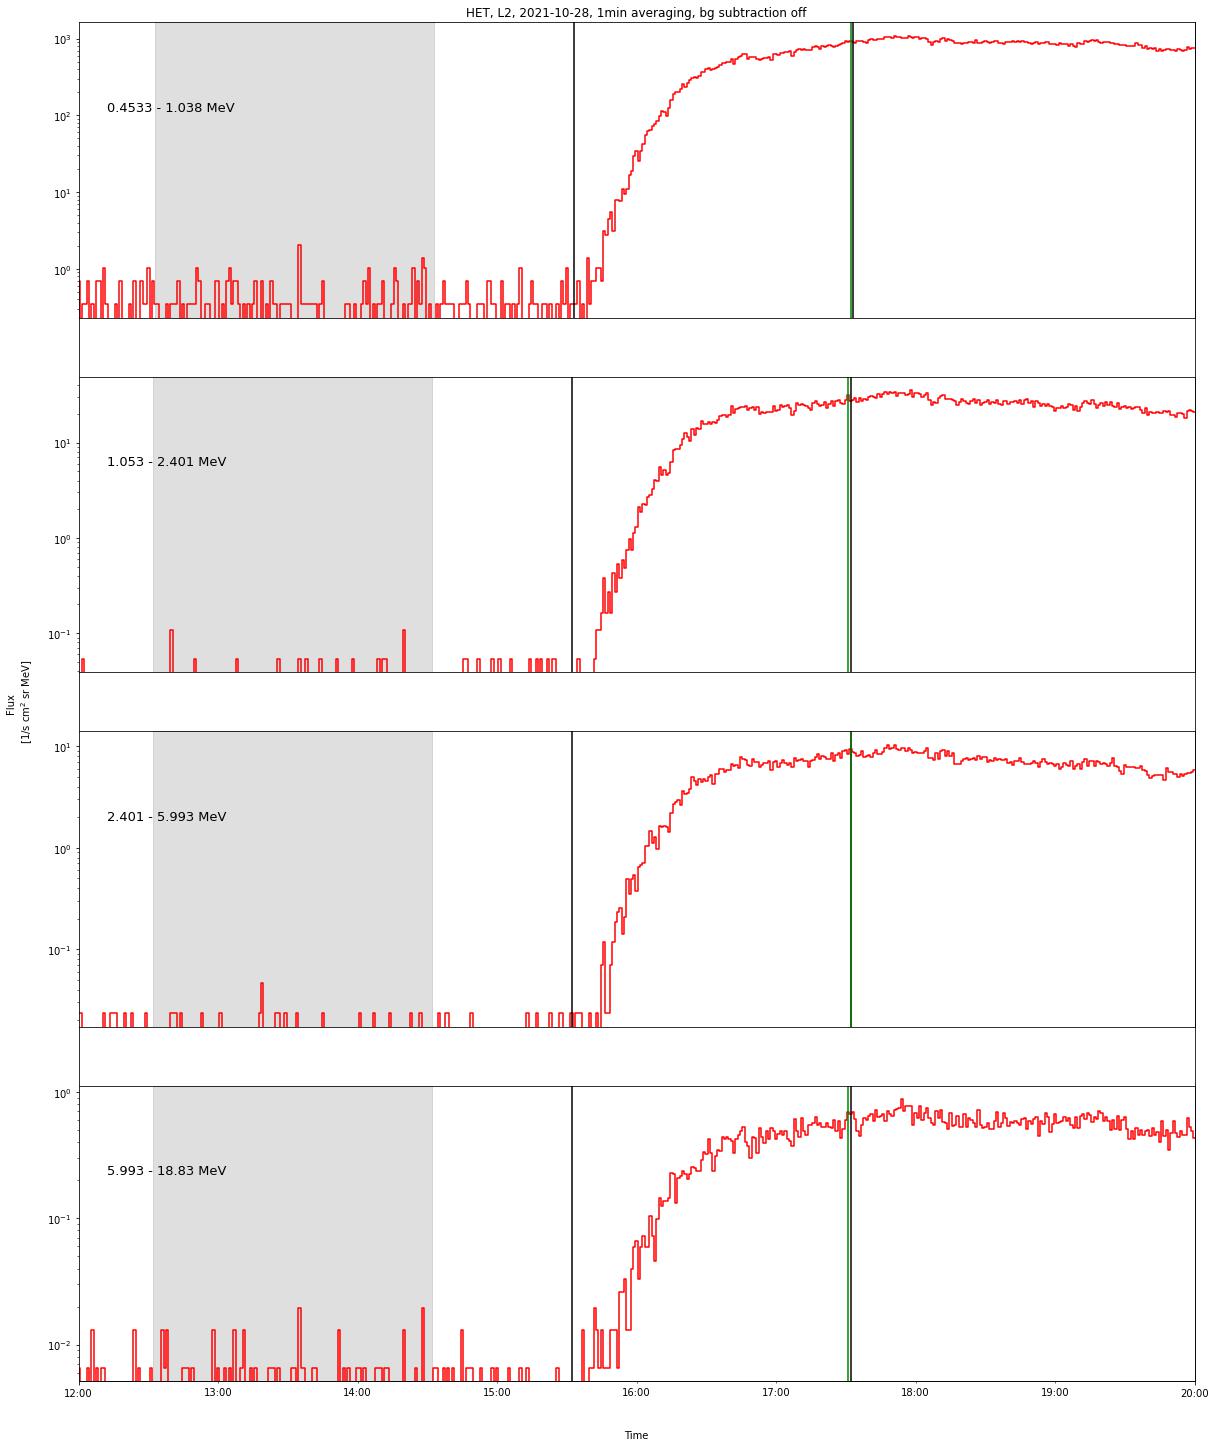 HET, L2, 2021-10-28, 1min averaging, bg subtraction off
10³
10²
10¹
10⁰
0.4533 - 1.038 MeV
10¹
10⁰
10⁻¹
1.053 - 2.401 MeV
Flux
[1/s cm² sr MeV]
10¹
10⁰
10⁻¹
2.401 - 5.993 MeV
10⁰
10⁻¹
10⁻²
5.993 - 18.83 MeV
12:00 13:00 14:00 15:00 16:00 17:00 18:00 19:00 20:00
Time